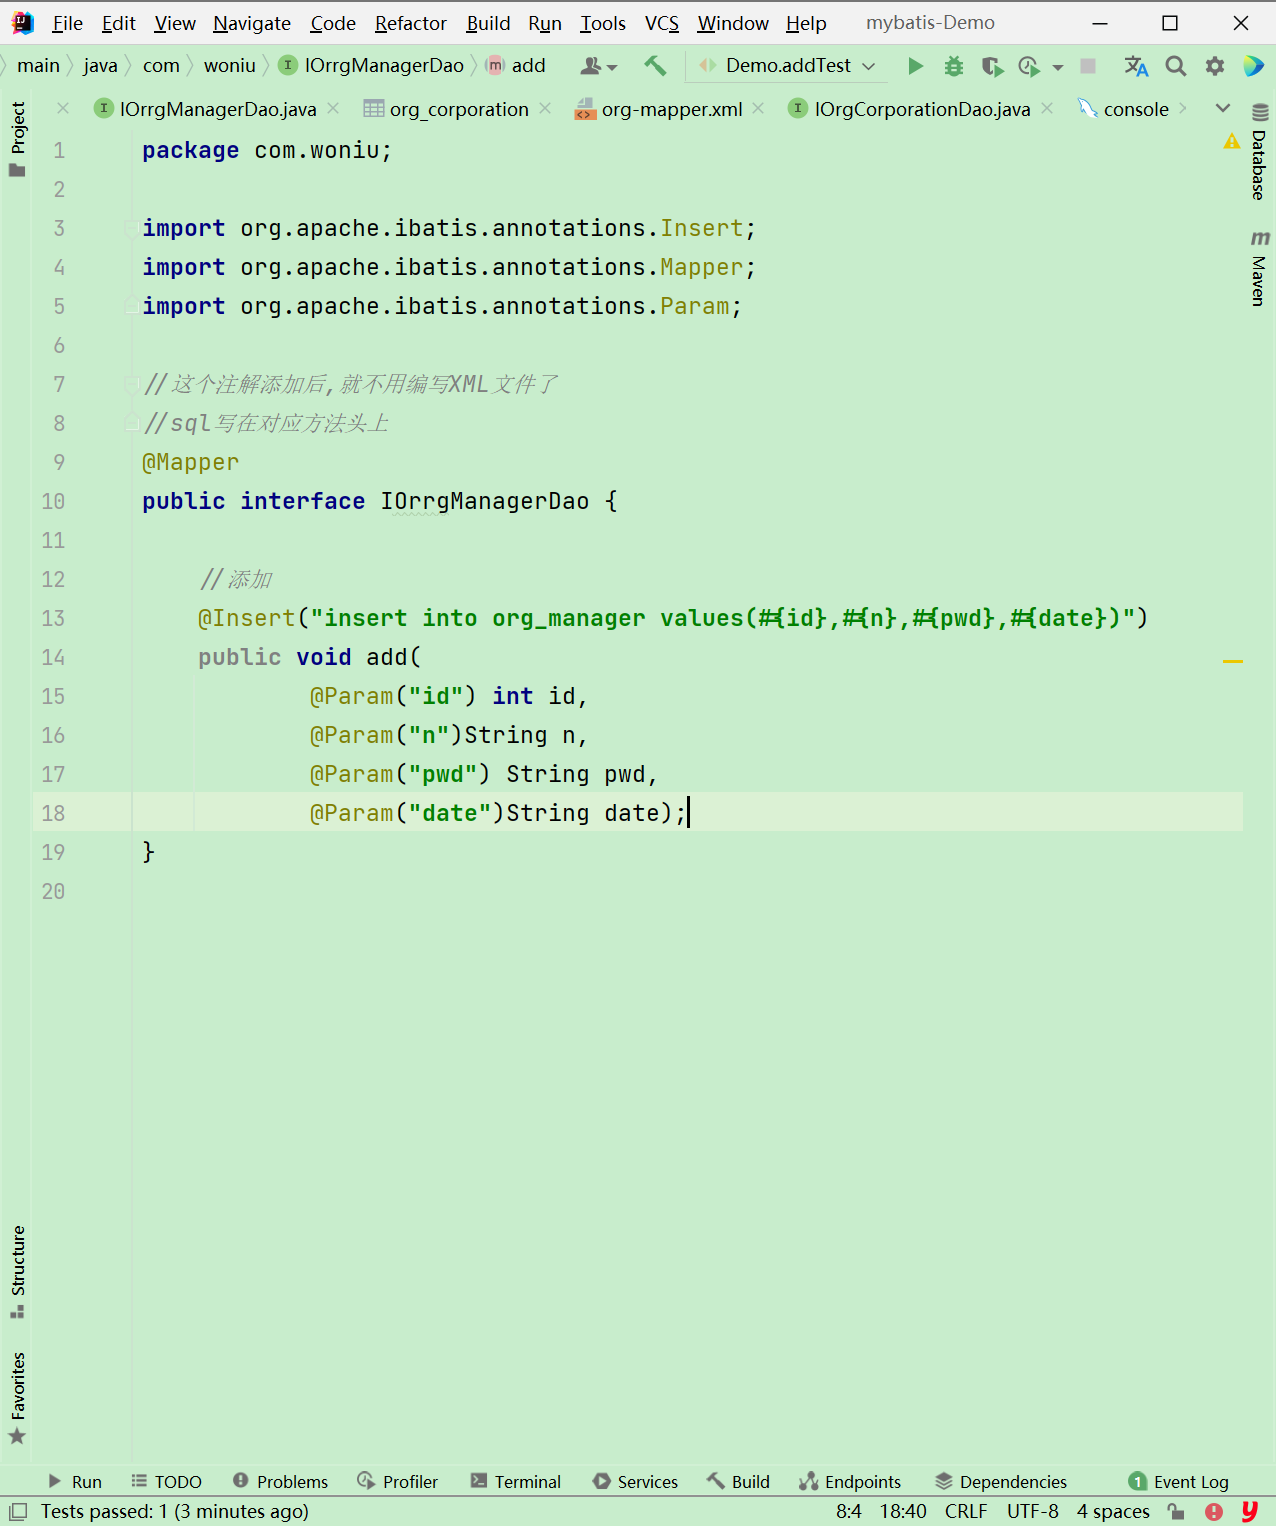 File Edit View Navigate Code Refactor Build Run Tools VCS Window Help mybatis-Demo
main java com woniu IOrrgManagerDao add Demo.addTest
IOrrgManagerDao.java org_corporation org-mapper.xml IOrgCorporationDao.java console
Project
Database
Maven
1 package com.woniu;
2
3 import org.apache.ibatis.annotations.Insert;
4 import org.apache.ibatis.annotations.Mapper;
5 import org.apache.ibatis.annotations.Param;
6
7 //这个注解添加后,就不用编写XML文件了
8 //sql写在对应方法头上
9 @Mapper
10 public interface IOrrgManagerDao {
11
12 //添加
13 @Insert("insert into org_manager values(#{id},#{n},#{pwd},#{date})")
14 public void add(
15 @Param("id") int id,
16 @Param("n")String n,
17 @Param("pwd") String pwd,
18 @Param("date")String date);
19 }
20
Structure
Favorites
Run TODO Problems Profiler Terminal Services Build Endpoints Dependencies 1 Event Log
Tests passed: 1 (3 minutes ago) 8:4 18:40 CRLF UTF-8 4 spaces